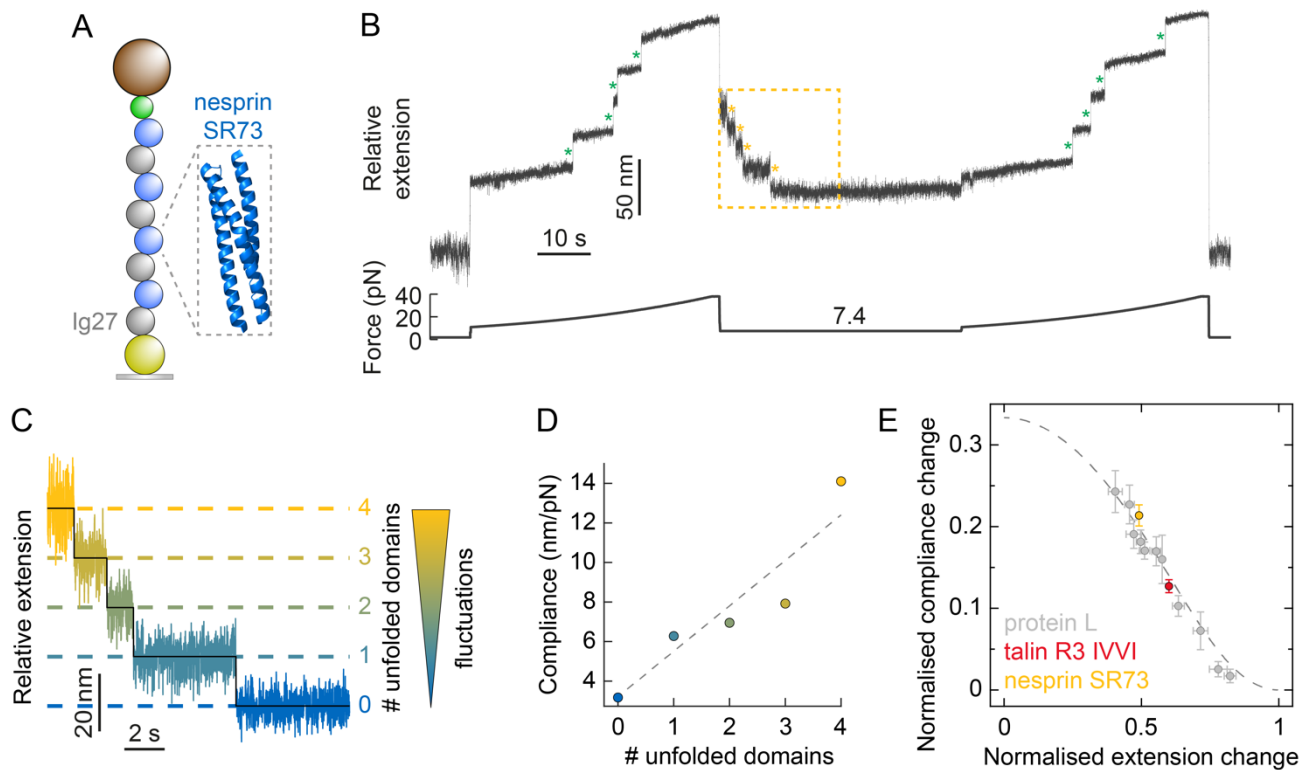 A
nesprin
SR73
Ig27
B
Relative
extension
50 nm
10 s
* * * * * * * * * * * *
Force (pN)
40
20
0
7.4
C
Relative extension
20 nm
2 s
4
3
2
1
0
# unfolded domains
fluctuations
D
Compliance (nm/pN)
14
12
10
8
6
4
0 1 2 3 4
# unfolded domains
E
Normalised compliance change
0.3
0.2
0.1
0
protein L
talin R3 IVVI
nesprin SR73
0 0.5 1
Normalised extension change